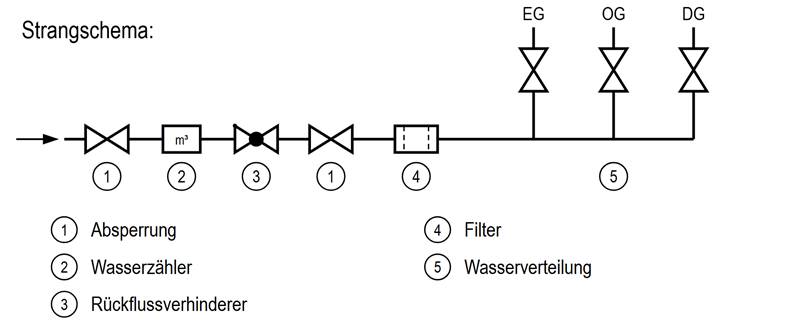 Strangschema:
EG OG DG
m³
1 2 3 1 4 5
1 Absperrung
2 Wasserzähler
3 Rückflussverhinderer
4 Filter
5 Wasserverteilung